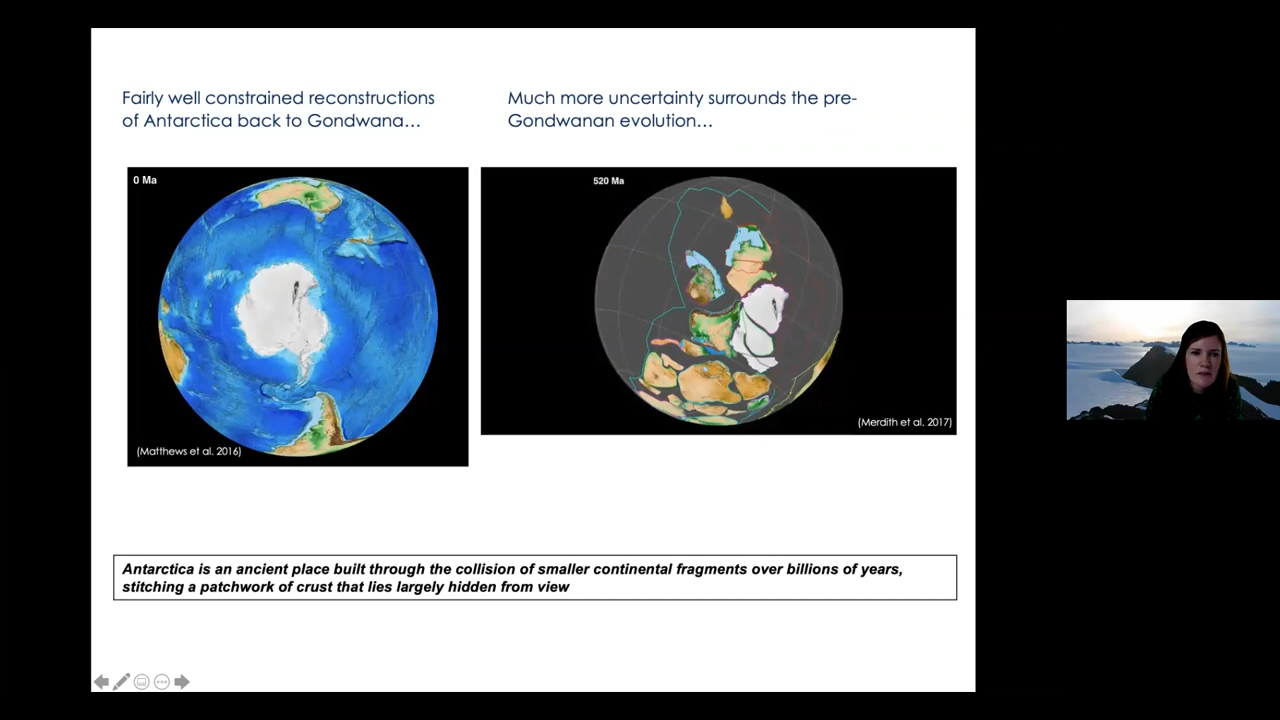 Fairly well constrained reconstructions
of Antarctica back to Gondwana…
Much more uncertainty surrounds the pre-
Gondwanan evolution…
0 Ma
(Matthews et al. 2016)
520 Ma
(Merdith et al. 2017)
Antarctica is an ancient place built through the collision of smaller continental fragments over billions of years,
stitching a patchwork of crust that lies largely hidden from view